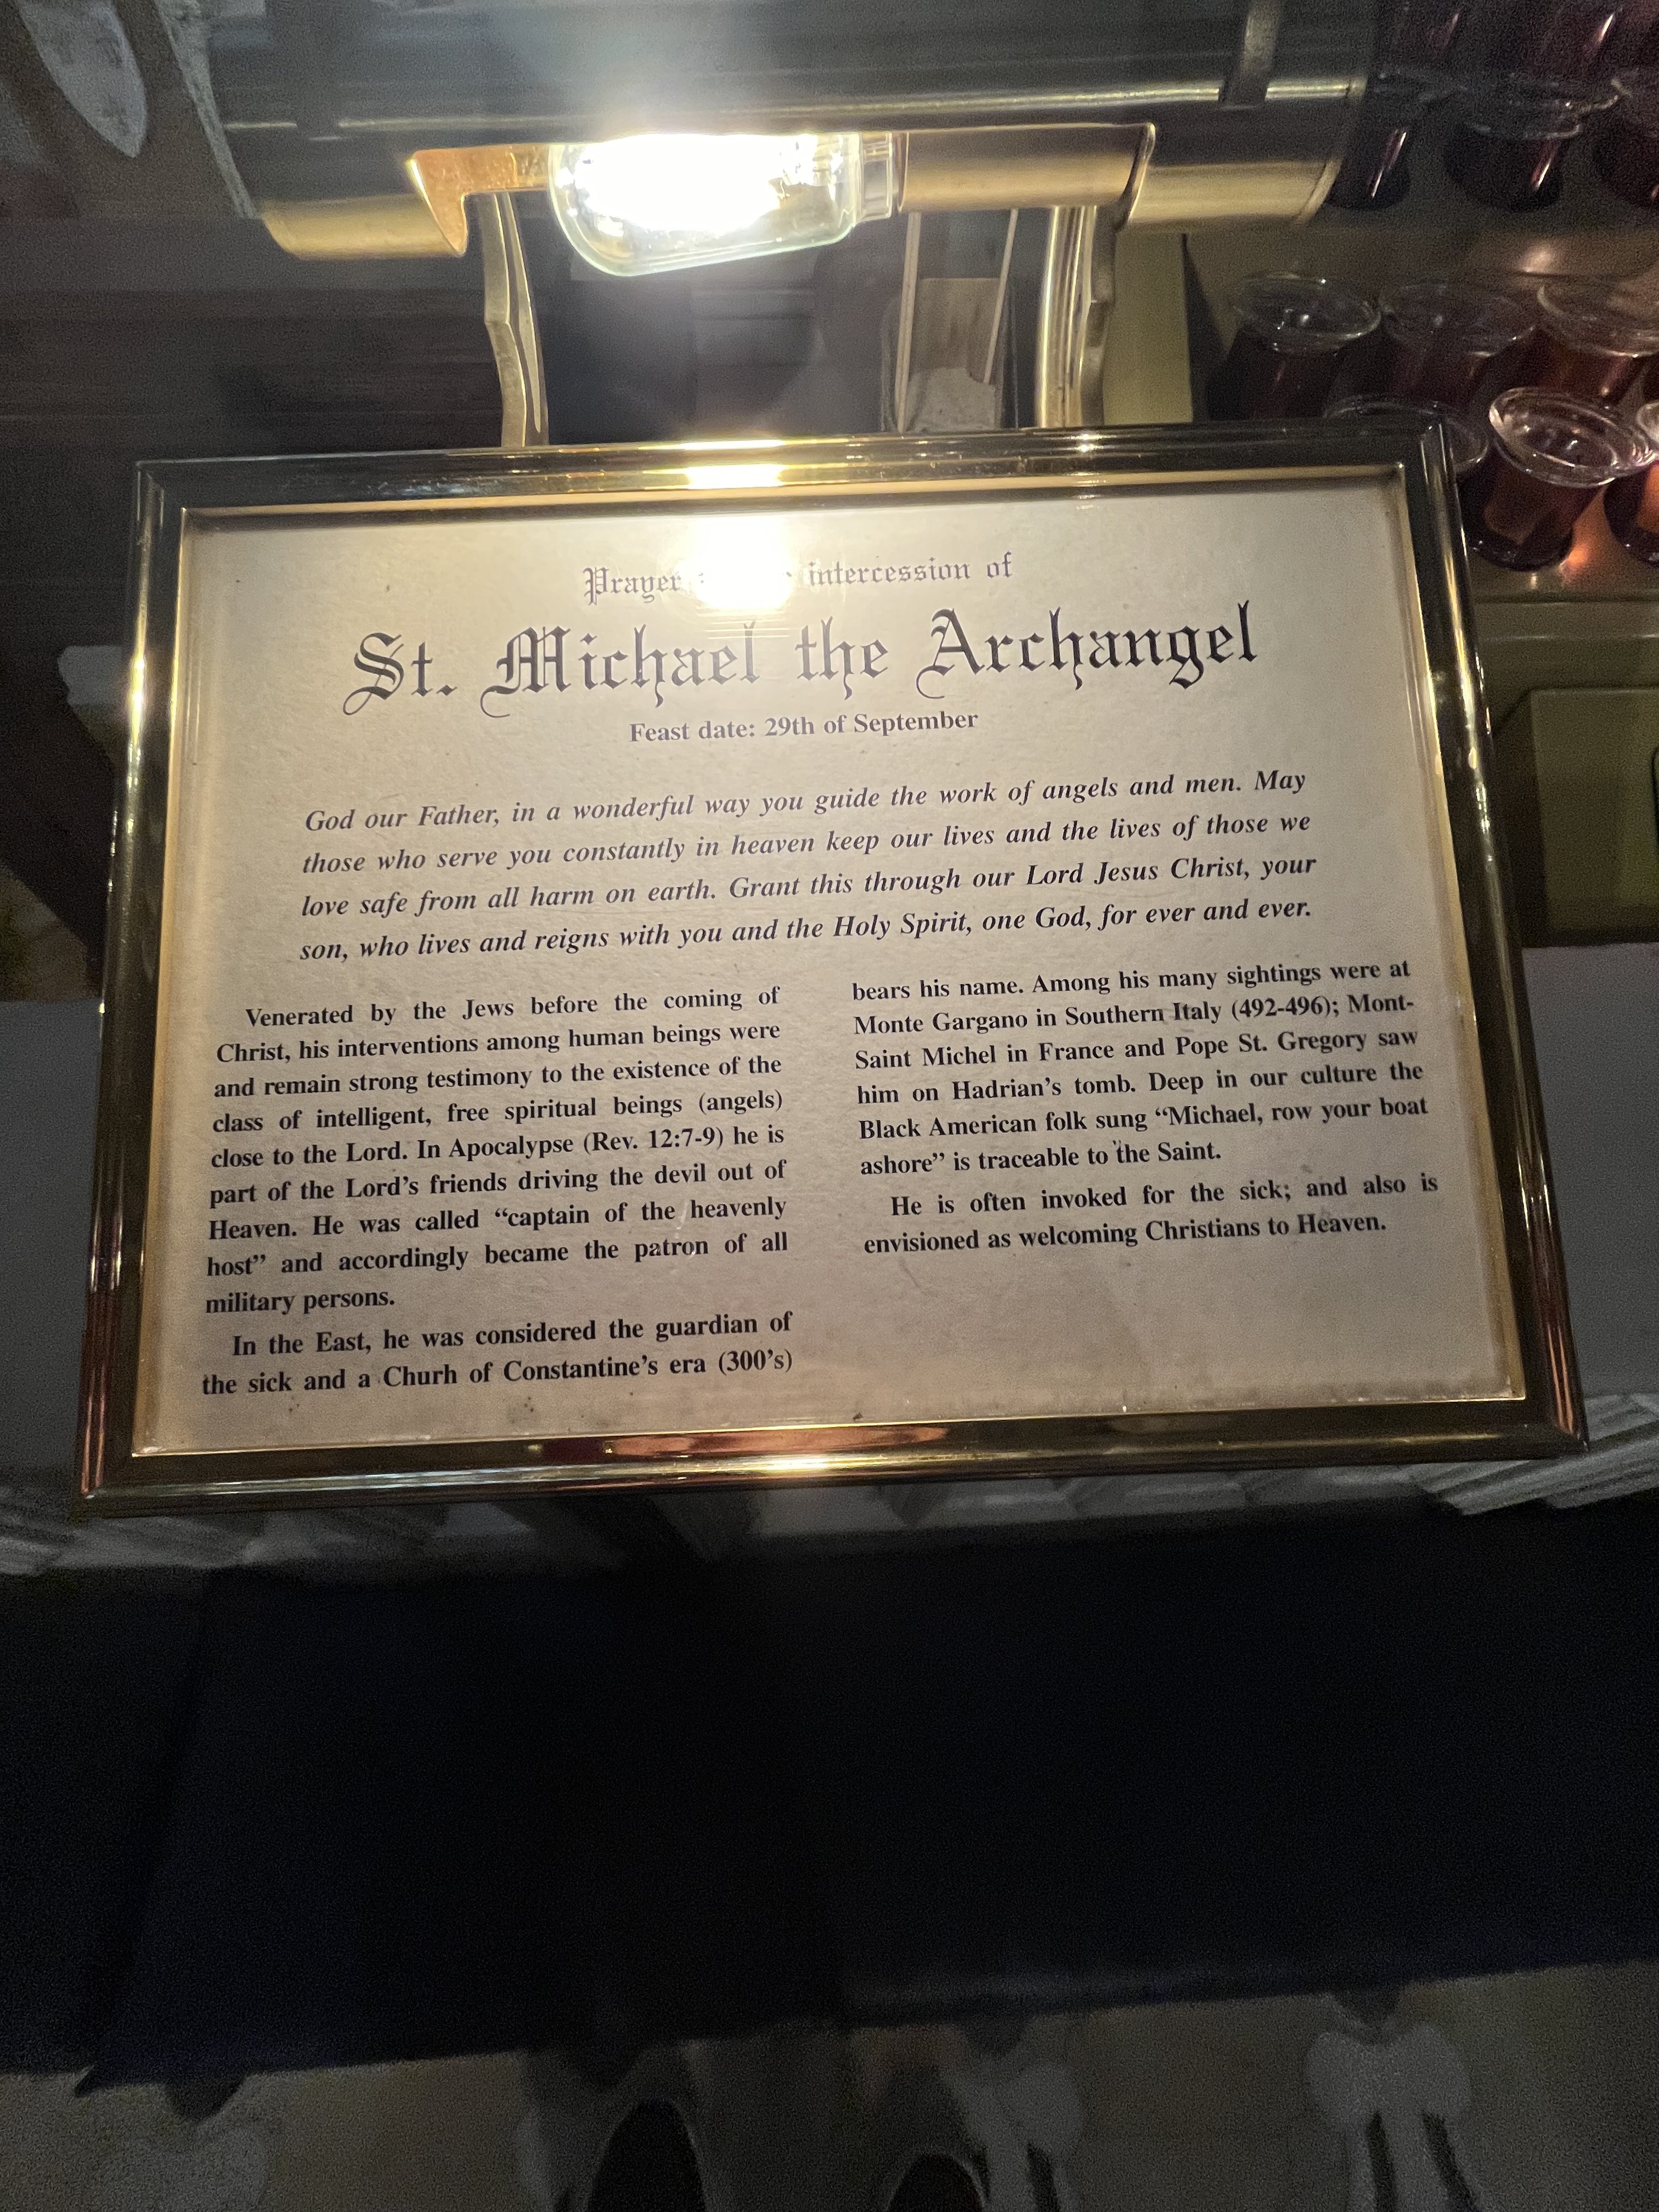 Prayer intercession of
St. Michael the Archangel
Feast date: 29th of September
God our Father, in a wonderful way you guide the work of angels and men. May
those who serve you constantly in heaven keep our lives and the lives of those we
love safe from all harm on earth. Grant this through our Lord Jesus Christ, your
son, who lives and reigns with you and the Holy Spirit, one God, for ever and ever.
Venerated by the Jews before the coming of
Christ, his interventions among human beings were
and remain strong testimony to the existence of the
class of intelligent, free spiritual beings (angels)
close to the Lord. In Apocalypse (Rev. 12:7-9) he is
part of the Lord’s friends driving the devil out of
Heaven. He was called “captain of the heavenly
host” and accordingly became the patron of all
military persons.
In the East, he was considered the guardian of
the sick and a Churh of Constantine’s era (300’s)
bears his name. Among his many sightings were at
Monte Gargano in Southern Italy (492-496); Mont-
Saint Michel in France and Pope St. Gregory saw
him on Hadrian’s tomb. Deep in our culture the
Black American folk sung “Michael, row your boat
ashore” is traceable to the Saint.
He is often invoked for the sick; and also is
envisioned as welcoming Christians to Heaven.